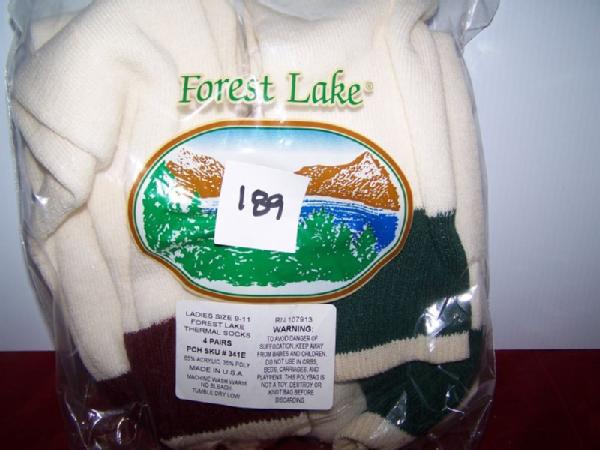 Forest Lake®
189
LADIES SIZE 9-11
FOREST LAKE
THERMAL SOCKS
4 PAIRS
PCH SKU # 341E
65% ACRYLIC, 35% POLY
MADE IN U.S.A.
MACHINE WASH WARM
NO BLEACH
TUMBLE DRY LOW
RN 107913
WARNING:
TO AVOID DANGER OF
SUFFOCATION, KEEP AWAY
FROM BABIES AND CHILDREN.
DO NOT USE IN CRIBS,
BEDS, CARRIAGES, AND
PLAYPENS. THIS POLYBAG IS
NOT A TOY. DESTROY OR
KNOT BAG BEFORE
DISCARDING.